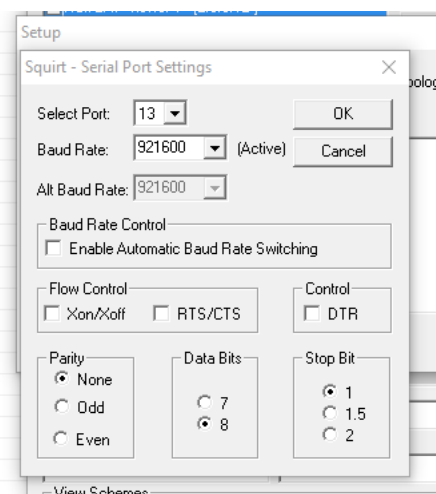 Setup
Squirt - Serial Port Settings
Select Port: 13 OK
Baud Rate: 921600 (Active) Cancel
Alt Baud Rate: 921600
Baud Rate Control
Enable Automatic Baud Rate Switching
Flow Control Control
Xon/Xoff RTS/CTS DTR
Parity Data Bits Stop Bit
None 1
Odd 7 1.5
Even 8 2
View Schemes